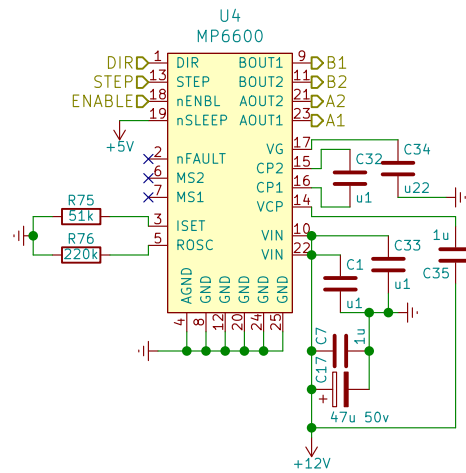 U4
MP6600
DIR 1 DIR BOUT1 9 B1
STEP 13 STEP BOUT2 11 B2
ENABLE 18 nENBL AOUT2 21 A2
19 nSLEEP AOUT1 23 A1
+5V
VG 17 C32 C34
2 nFAULT CP2 15
6 MS2 CP1 16 u22
7 MS1 VCP 14 u1
R75
51k 3 ISET
R76
220k 5 ROSC
VIN 10 1u
VIN 22 C1 C33 C35
u1 u1
AGND GND GND GND GND GND
4 8 12 20 24 25
C7 1u
C17 +
47u 50v
+12V